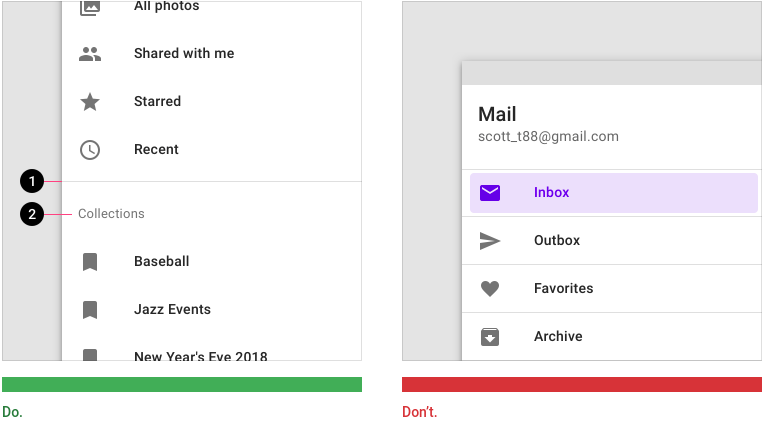 All photos
Shared with me
Starred
Recent
1
2 Collections
Baseball
Jazz Events
New Year's Eve 2018
Do.
Mail
scott_t88@gmail.com
Inbox
Outbox
Favorites
Archive
Don't.